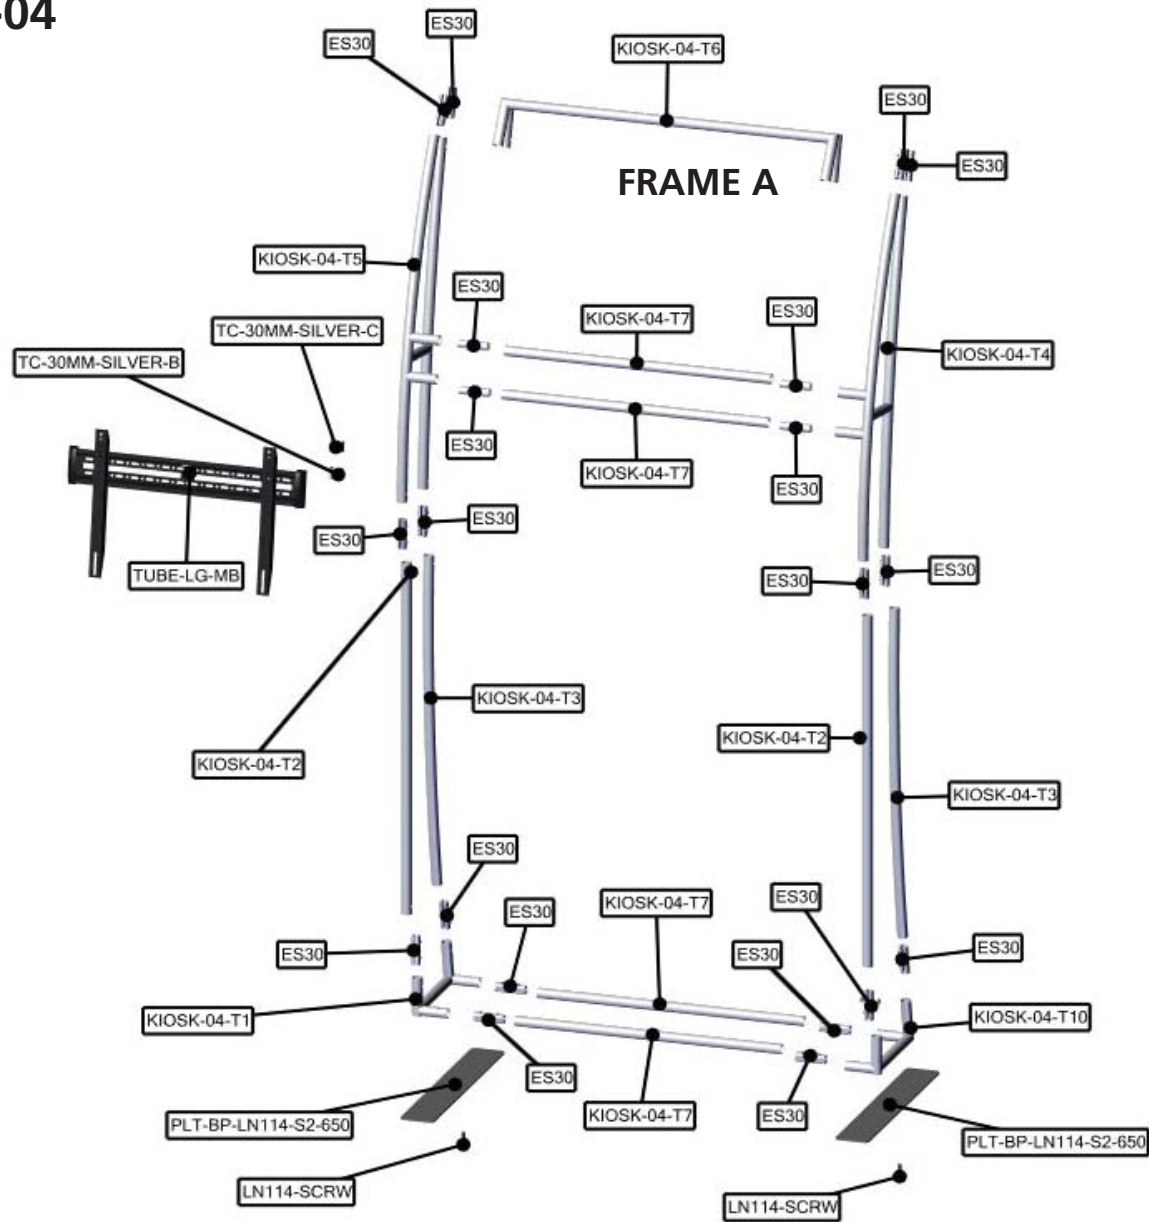 -04
ES30
ES30
KIOSK-04-T6
ES30
ES30
FRAME A
KIOSK-04-T5
ES30
ES30
KIOSK-04-T7
TC-30MM-SILVER-C
KIOSK-04-T4
TC-30MM-SILVER-B
ES30
KIOSK-04-T7
ES30
ES30
ES30
TUBE-LG-MB
ES30
ES30
KIOSK-04-T3
KIOSK-04-T2
KIOSK-04-T2
KIOSK-04-T3
ES30
ES30
KIOSK-04-T7
ES30
ES30
ES30
ES30
KIOSK-04-T1
KIOSK-04-T10
ES30
KIOSK-04-T7
ES30
PLT-BP-LN114-S2-650
PLT-BP-LN114-S2-650
LN114-SCRW
LN114-SCRW